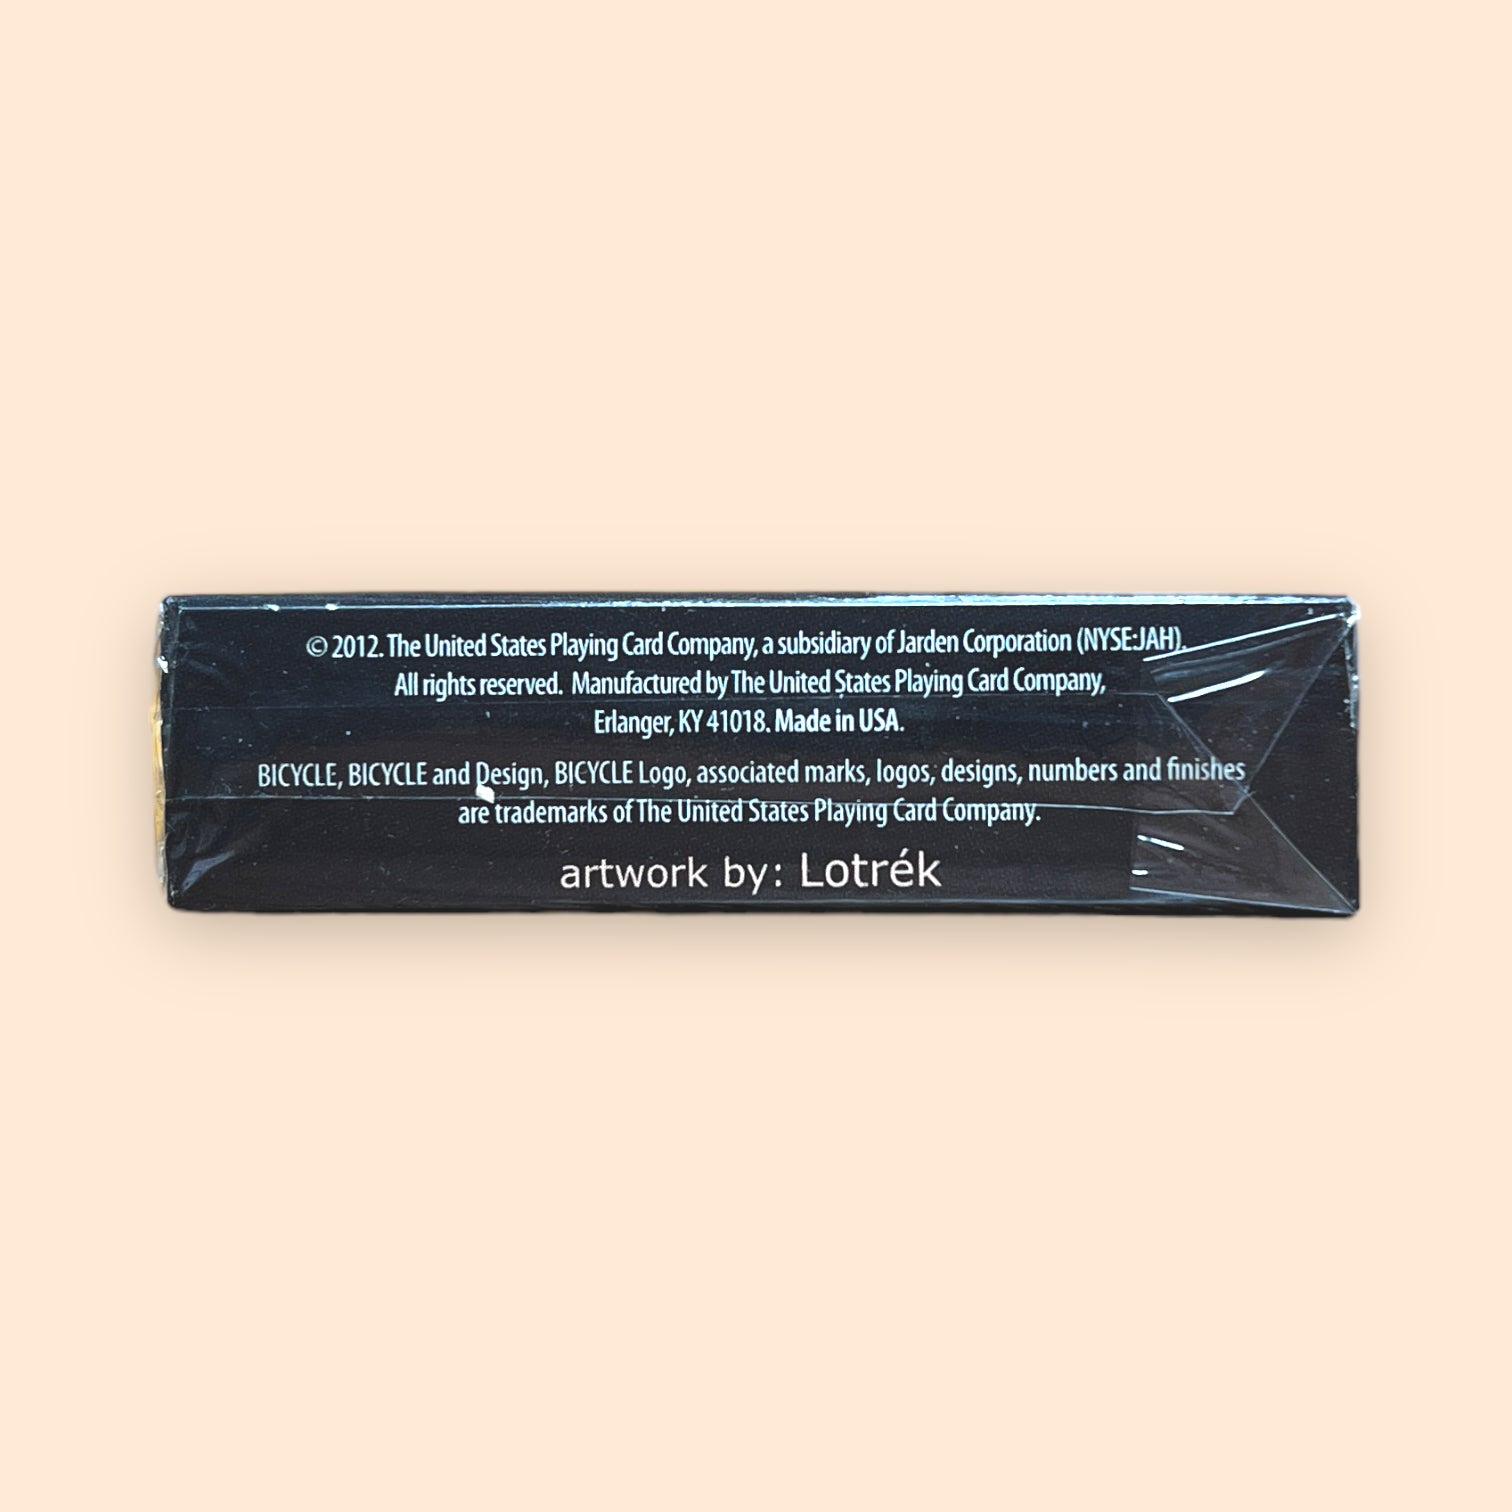 © 2012. The United States Playing Card Company, a subsidiary of Jarden Corporation (NYSE:JAH).
All rights reserved. Manufactured by The United States Playing Card Company,
Erlanger, KY 41018. Made in USA.
BICYCLE, BICYCLE and Design, BICYCLE Logo, associated marks, logos, designs, numbers and finishes
are trademarks of The United States Playing Card Company.
artwork by: Lotrék